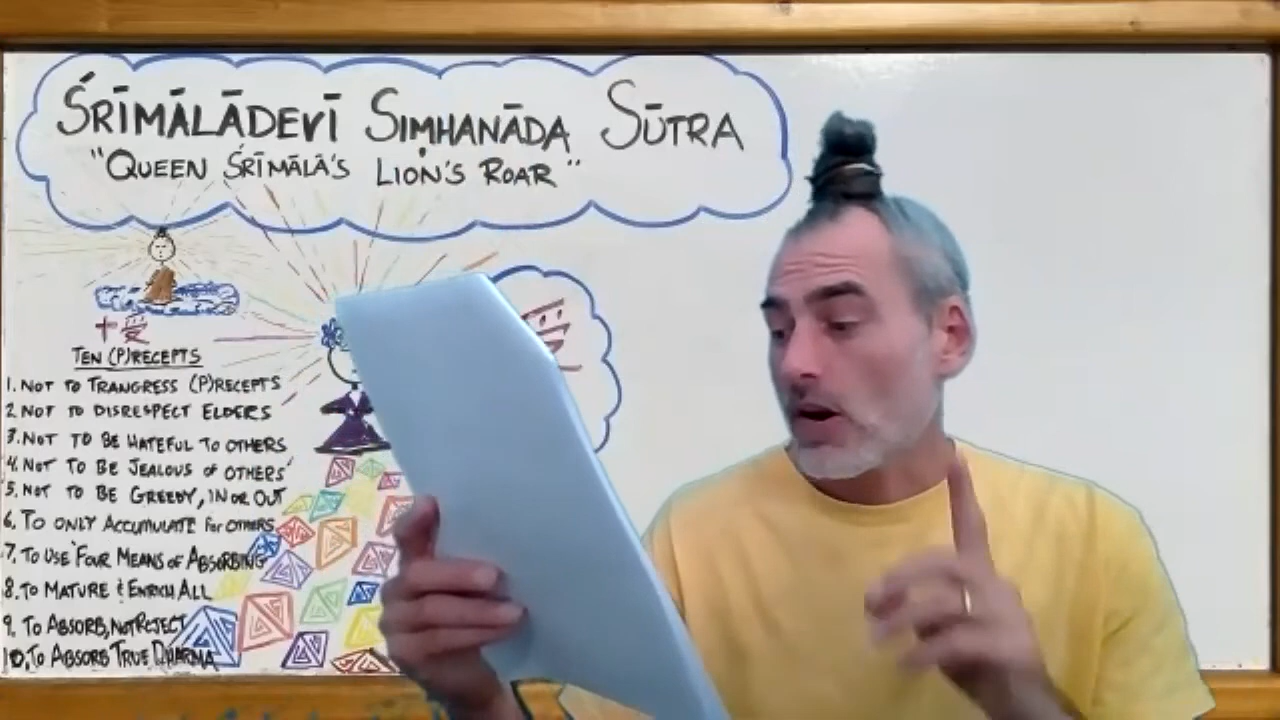 ŚRĪMĀLĀDEVĪ SIṂHANĀDA SŪTRA
"QUEEN ŚRĪMĀLĀ'S LION'S ROAR"
十受
TEN (P)RECEPTS
1. NOT TO TRANGRESS (P)RECEPTS
2. NOT TO DISRESPECT ELDERS
3. NOT TO BE HATEFUL TO OTHERS
4. NOT TO BE JEALOUS OF OTHERS'
5. NOT TO BE GREEDY, IN OR OUT
6. TO ONLY ACCUMULATE FOR OTHERS
7. TO USE FOUR MEANS OF ABSORBING
8. TO MATURE & ENRICH ALL
9. TO ABSORB, NOT REJECT
10. TO ABSORB TRUE DHARMA